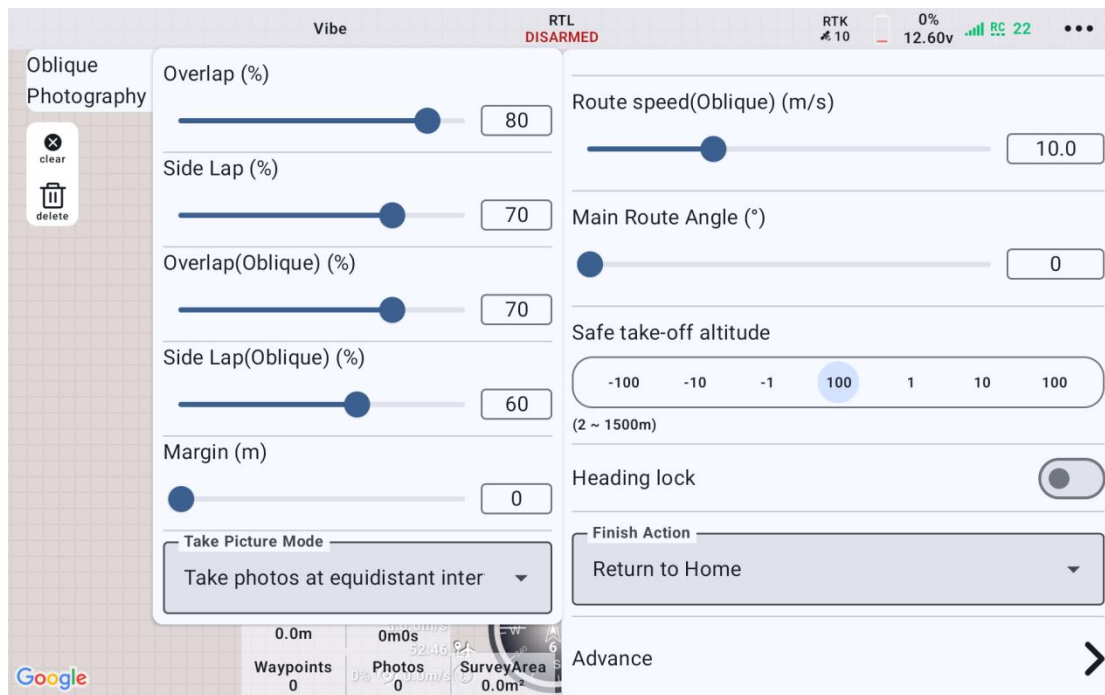 Vibe
RTL
DISARMED
RTK
10
0%
12.60v
RC 22
Oblique
Photography
clear
delete
Overlap (%)
80
Side Lap (%)
70
Overlap(Oblique) (%)
70
Side Lap(Oblique) (%)
60
Margin (m)
0
Take Picture Mode
Take photos at equidistant inter
Route speed(Oblique) (m/s)
10.0
Main Route Angle (°)
0
Safe take-off altitude
-100 -10 -1 100 1 10 100
(2 ~ 1500m)
Heading lock
Finish Action
Return to Home
Advance
0.0m
0m0s
52:46
W
6
Waypoints
0
Photos
0
SurveyArea
0.0m²
Google